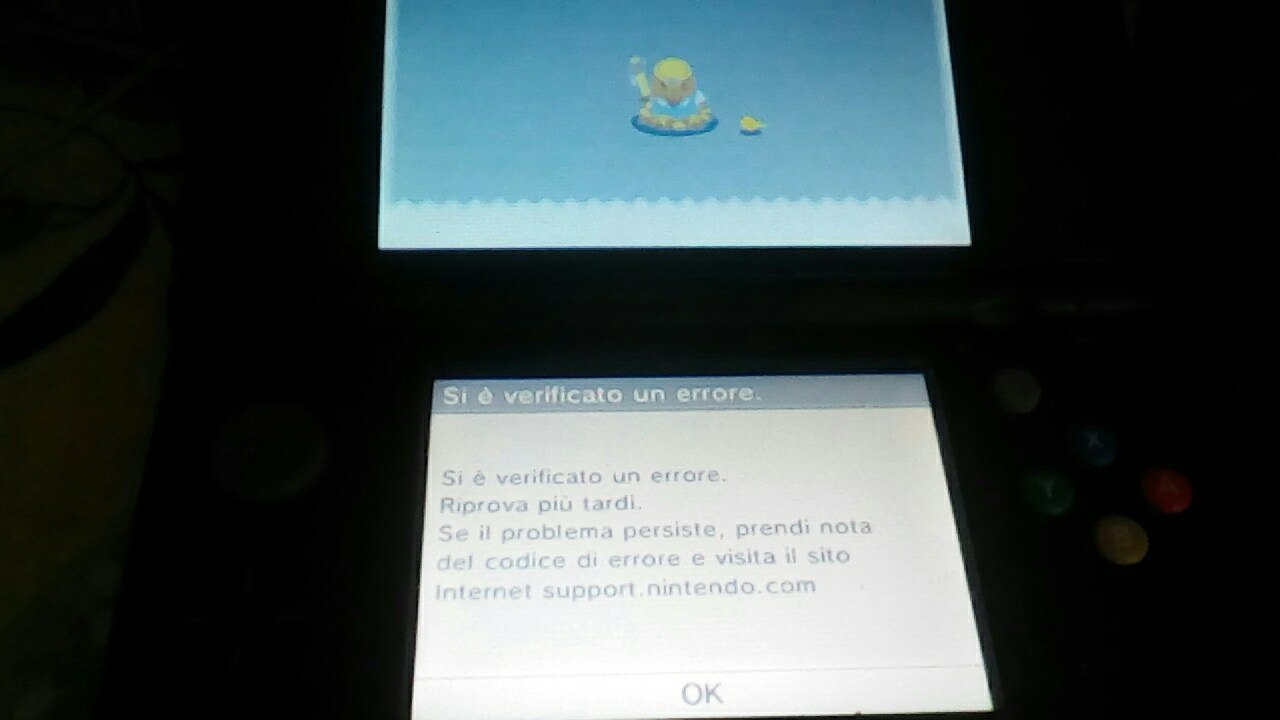 Si è verificato un errore.
Si è verificato un errore.
Riprova più tardi.
Se il problema persiste, prendi nota
del codice di errore e visita il sito
Internet support.nintendo.com
OK
X
Y
A